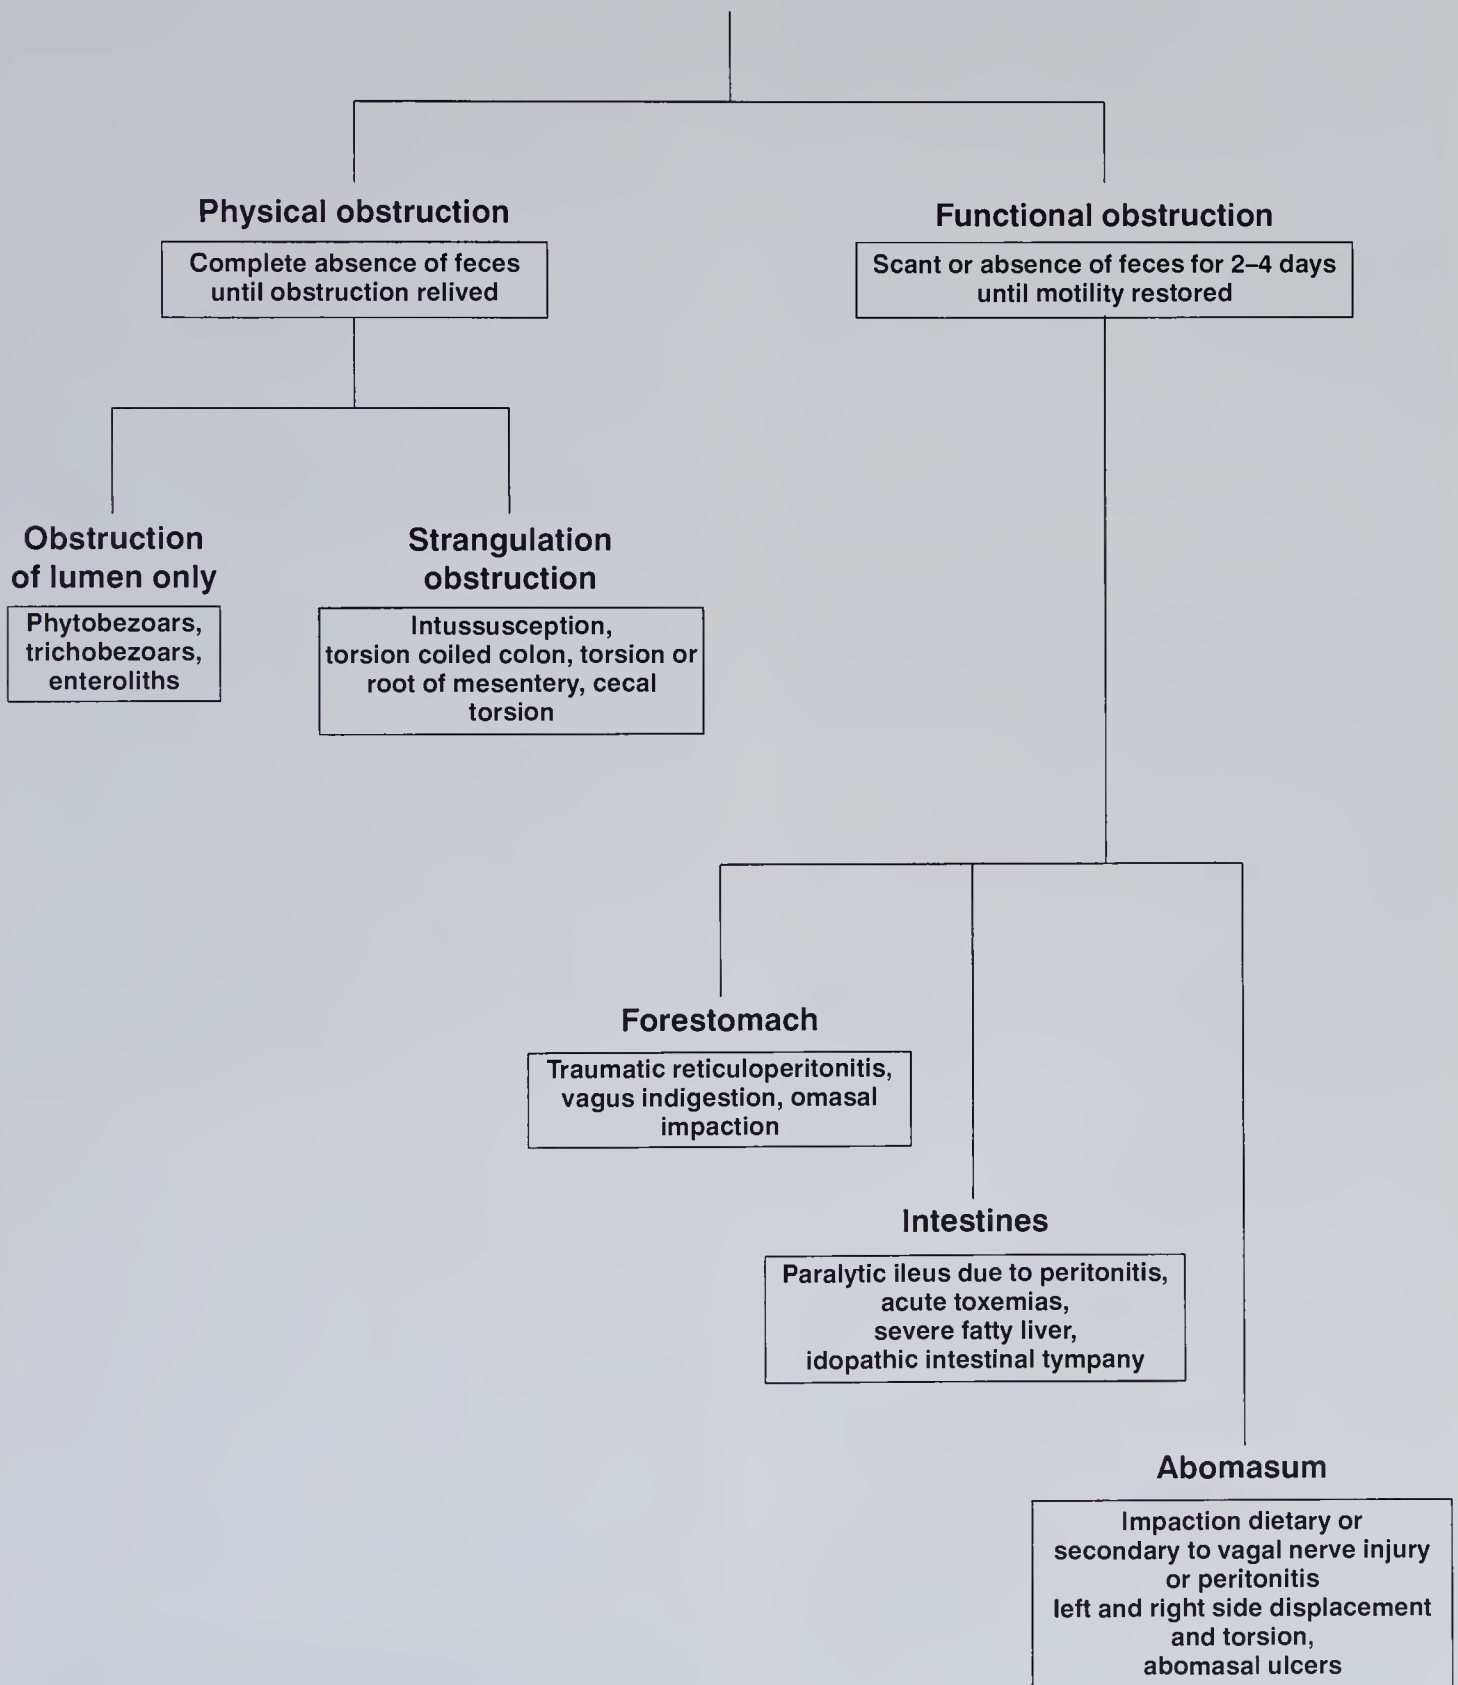 Physical obstruction
Complete absence of feces
until obstruction relived
Functional obstruction
Scant or absence of feces for 2–4 days
until motility restored
Obstruction
of lumen only
Phytobezoars,
trichobezoars,
enteroliths
Strangulation
obstruction
Intussusception,
torsion coiled colon, torsion or
root of mesentery, cecal
torsion
Forestomach
Traumatic reticuloperitonitis,
vagus indigestion, omasal
impaction
Intestines
Paralytic ileus due to peritonitis,
acute toxemias,
severe fatty liver,
idopathic intestinal tympany
Abomasum
Impaction dietary or
secondary to vagal nerve injury
or peritonitis
left and right side displacement
and torsion,
abomasal ulcers